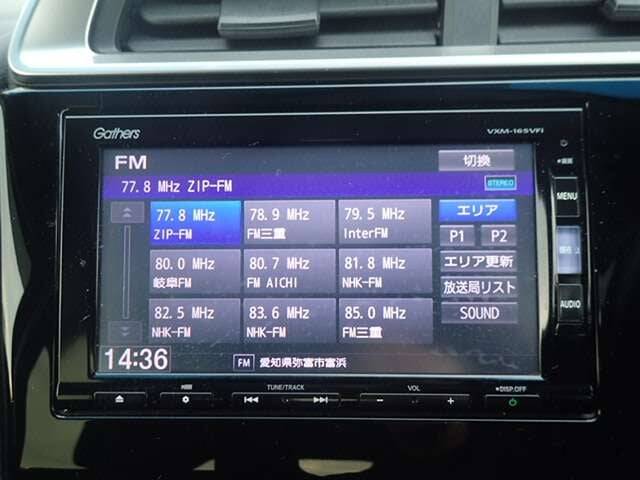 Gathers
VXM-165VFi
FM
切換
77.8 MHz ZIP-FM
STEREO
77.8 MHz
ZIP-FM
78.9 MHz
FM三重
79.5 MHz
InterFM
エリア
P1
P2
80.0 MHz
岐阜FM
80.7 MHz
FM AICHI
81.8 MHz
NHK-FM
エリア更新
放送局リスト
82.5 MHz
NHK-FM
83.6 MHz
NHK-FM
85.0 MHz
FM三重
SOUND
14:36
FM
愛知県弥富市富浜
MENU
AUDIO
TUNE/TRACK
VOL
DISP.OFF